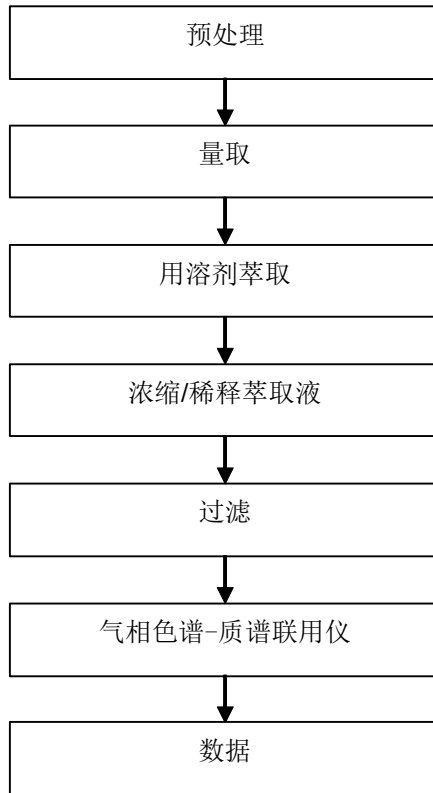 预处理
量取
用溶剂萃取
浓缩/稀释萃取液
过滤
气相色谱-质谱联用仪
数据